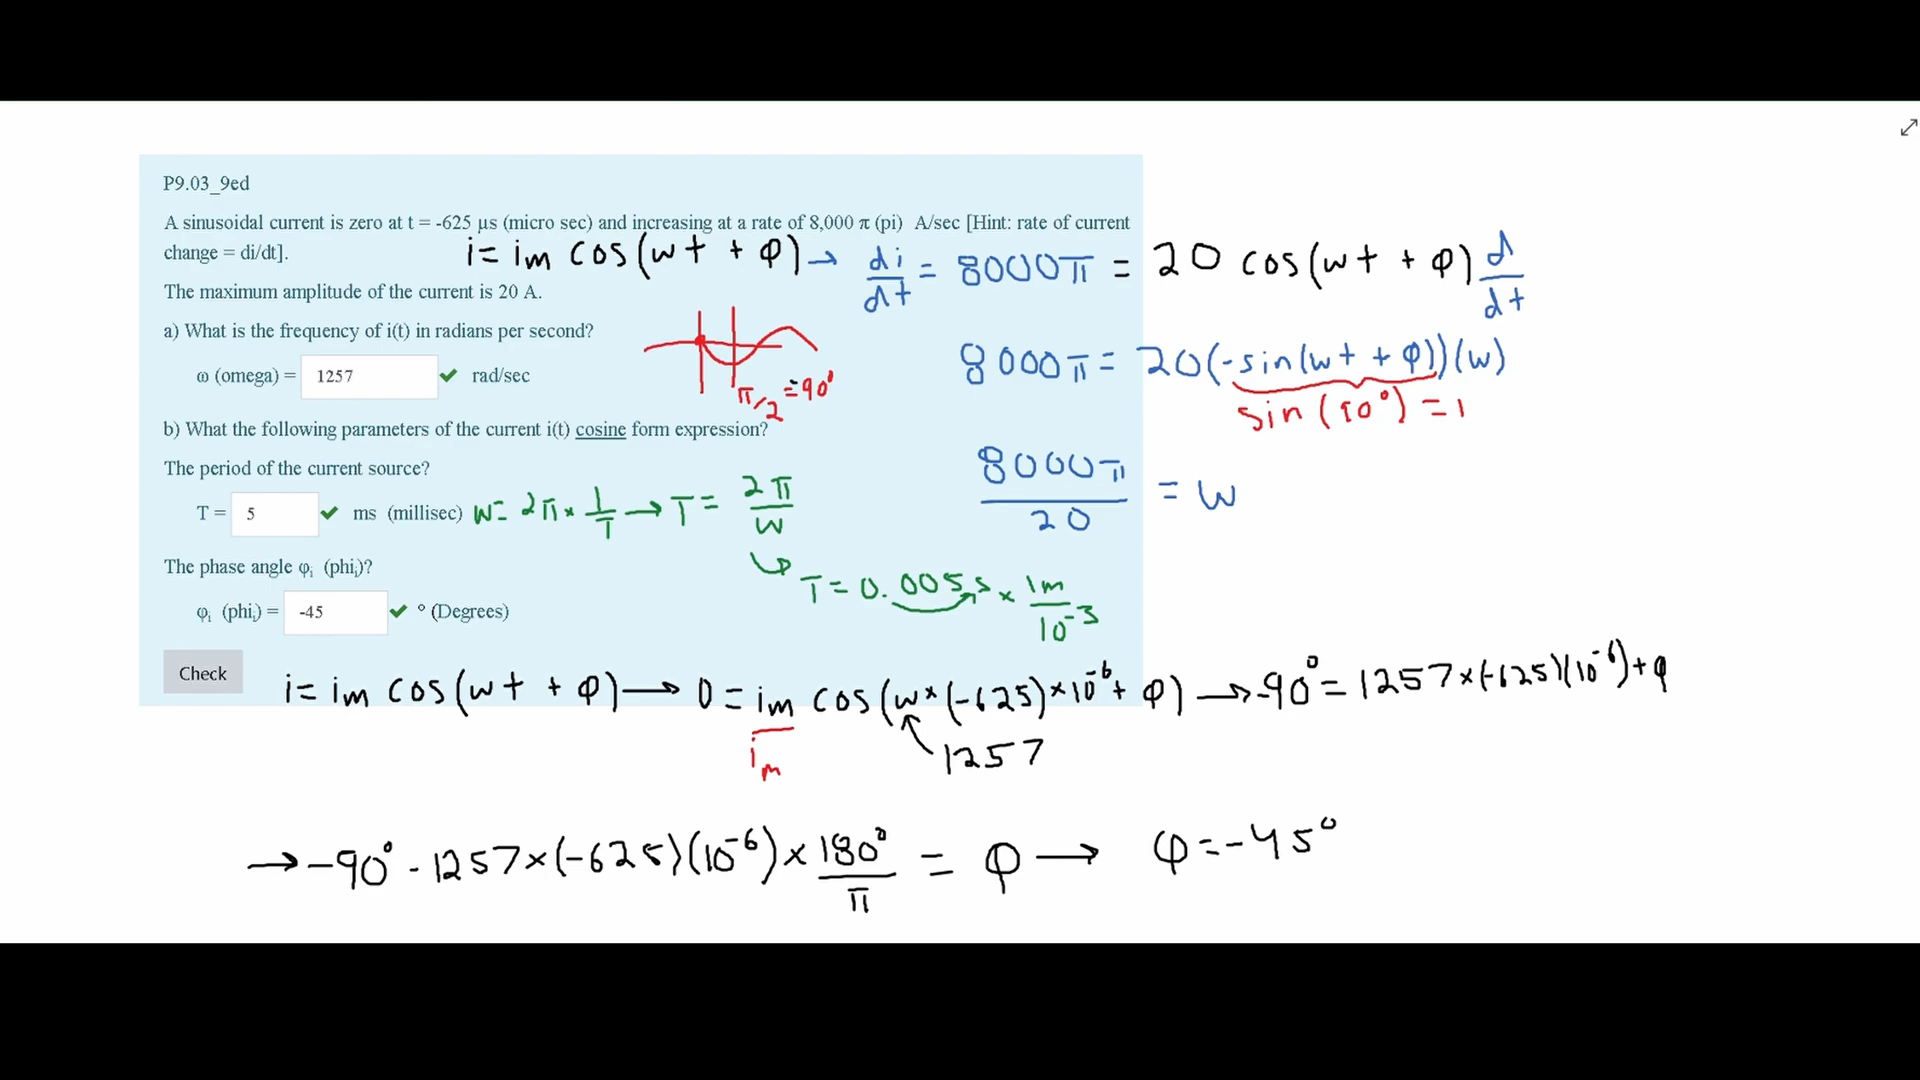 P9.03_9ed
A sinusoidal current is zero at t = -625 µs (micro sec) and increasing at a rate of 8,000 π (pi) A/sec [Hint: rate of current
change = di/dt].
i = im cos(wt + φ) → di/dt = 8000π = 20 cos(wt + φ) d/dt
The maximum amplitude of the current is 20 A.
a) What is the frequency of i(t) in radians per second?
8000π = 20(-sin(wt + φ))(w)
ω (omega) = 1257 ✔ rad/sec
π/2 = 90°
sin(90°) = 1
b) What the following parameters of the current i(t) cosine form expression?
The period of the current source?
8000π/20 = w
T = 5 ✔ ms (millisec)
w = 2π × 1/T → T = 2π/w
The phase angle φi (phii)?
T = 0.005s × 1m/10⁻³
φi (phii) = -45 ✔ ° (Degrees)
Check
i = im cos(wt + φ) → 0 = im cos(w×(-625)×10⁻⁶ + φ) → -90° = 1257×(-625)(10⁻⁶) + φ
im
1257
→ -90° - 1257×(-625)(10⁻⁶) × 180°/π = φ → φ = -45°